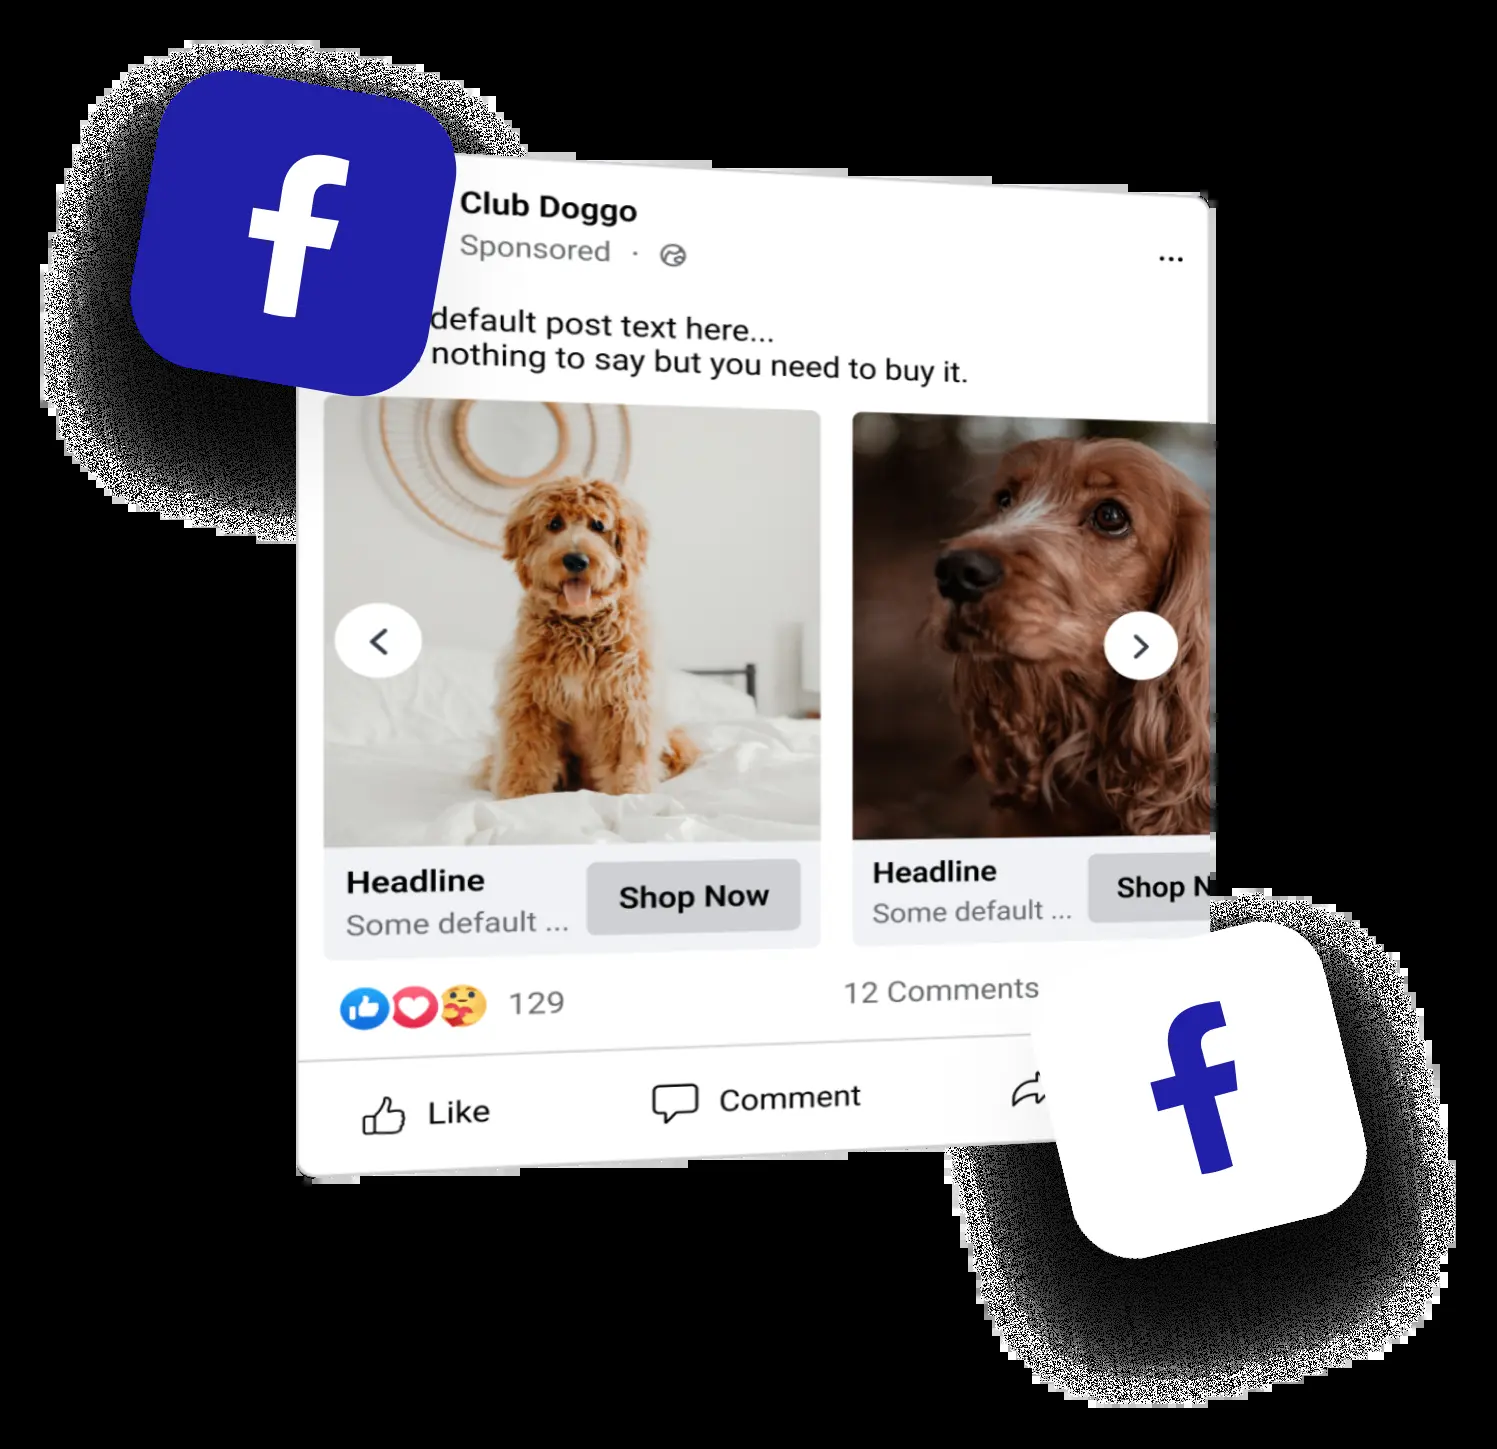 Club Doggo
Sponsored ·
...
default post text here...
nothing to say but you need to buy it.
Headline
Some default ...
Shop Now
Headline
Some default ...
Shop N
129
12 Comments
Like
Comment